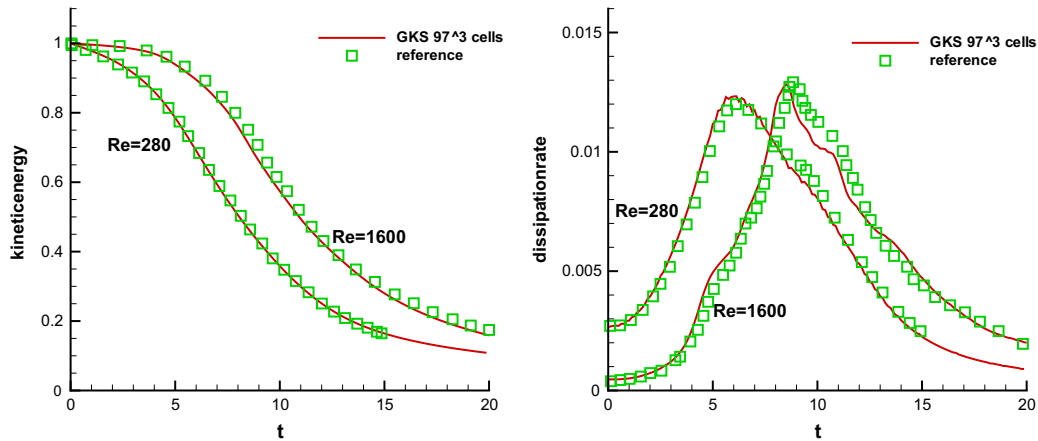 GKS 97^3 cells
reference
kineticenergy
1
0.8
0.6
0.4
0.2
0
Re=280
Re=1600
0
5
10
15
20
t
GKS 97^3 cells
reference
dissipationrate
0.015
0.01
0.005
0
Re=280
Re=1600
0
5
10
15
20
t